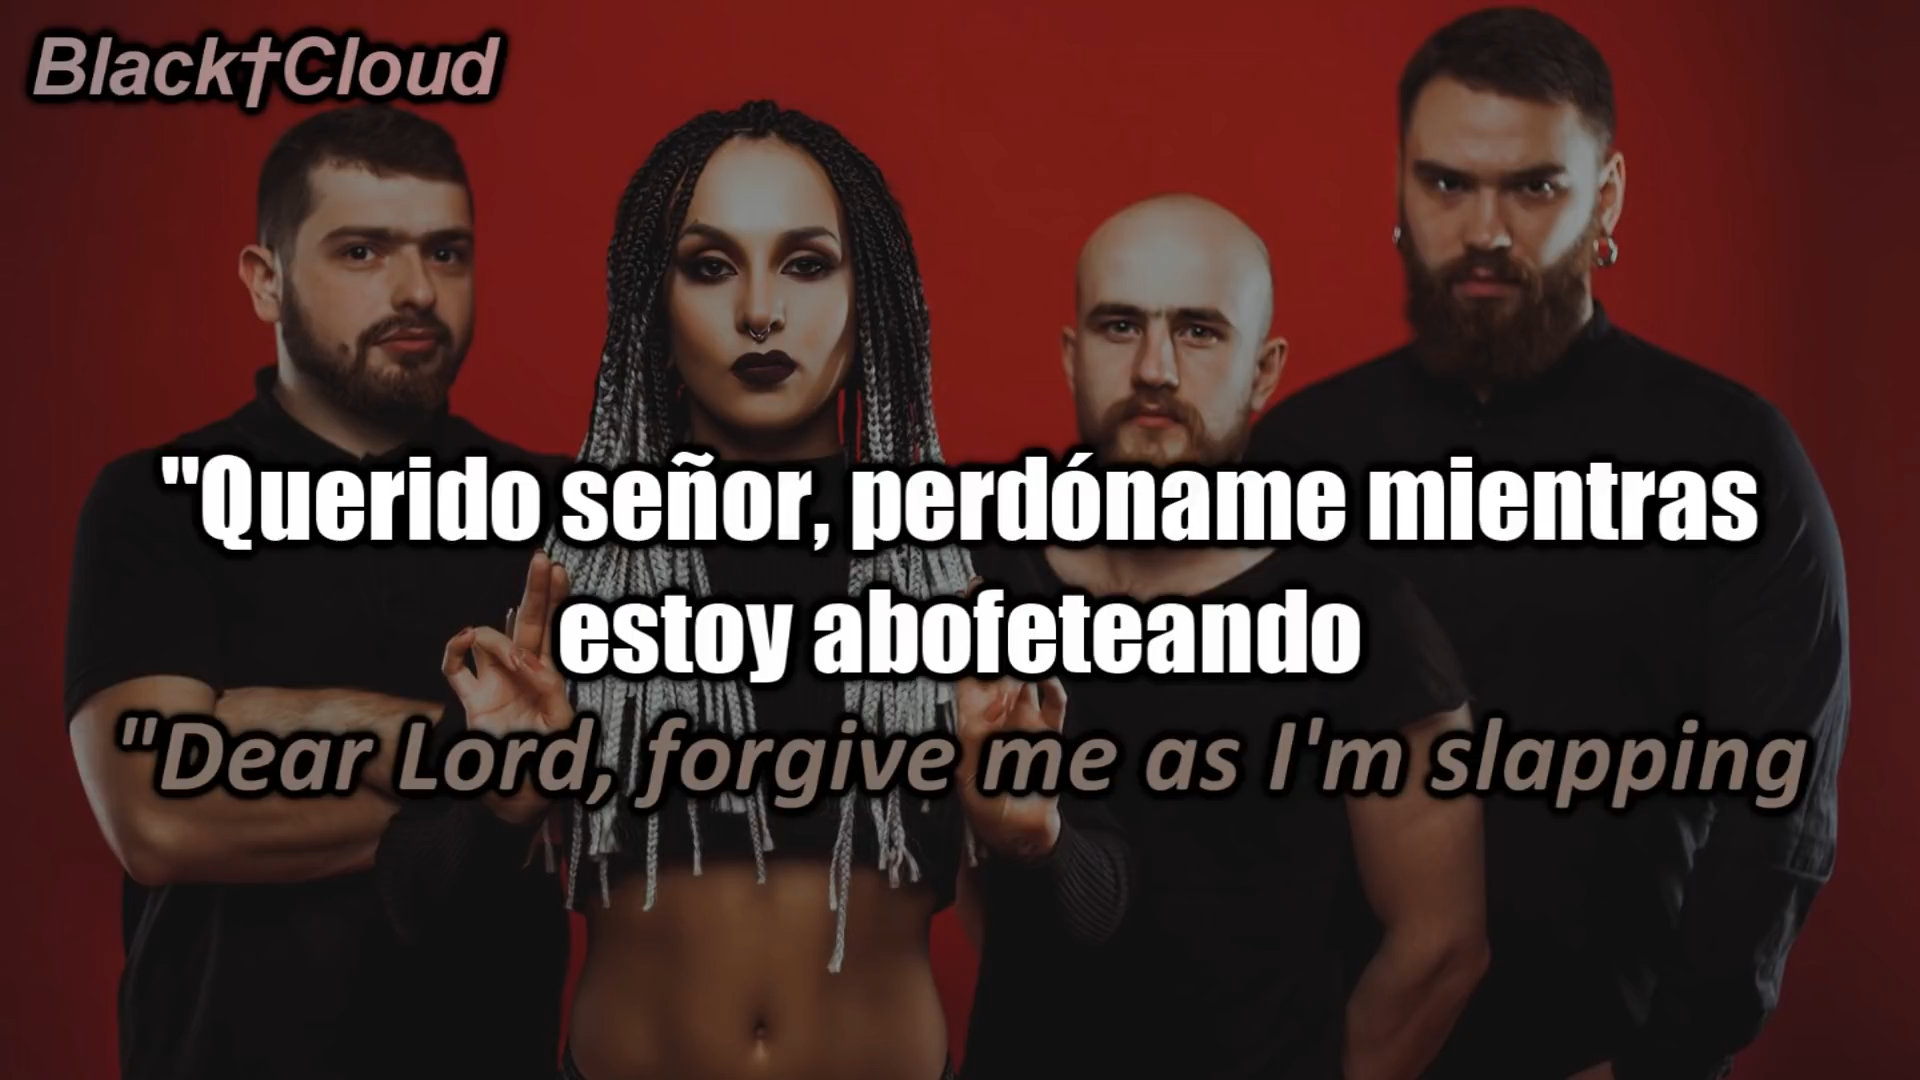 Black†Cloud
"Querido señor, perdóname mientras
estoy abofeteando
"Dear Lord, forgive me as I'm slapping